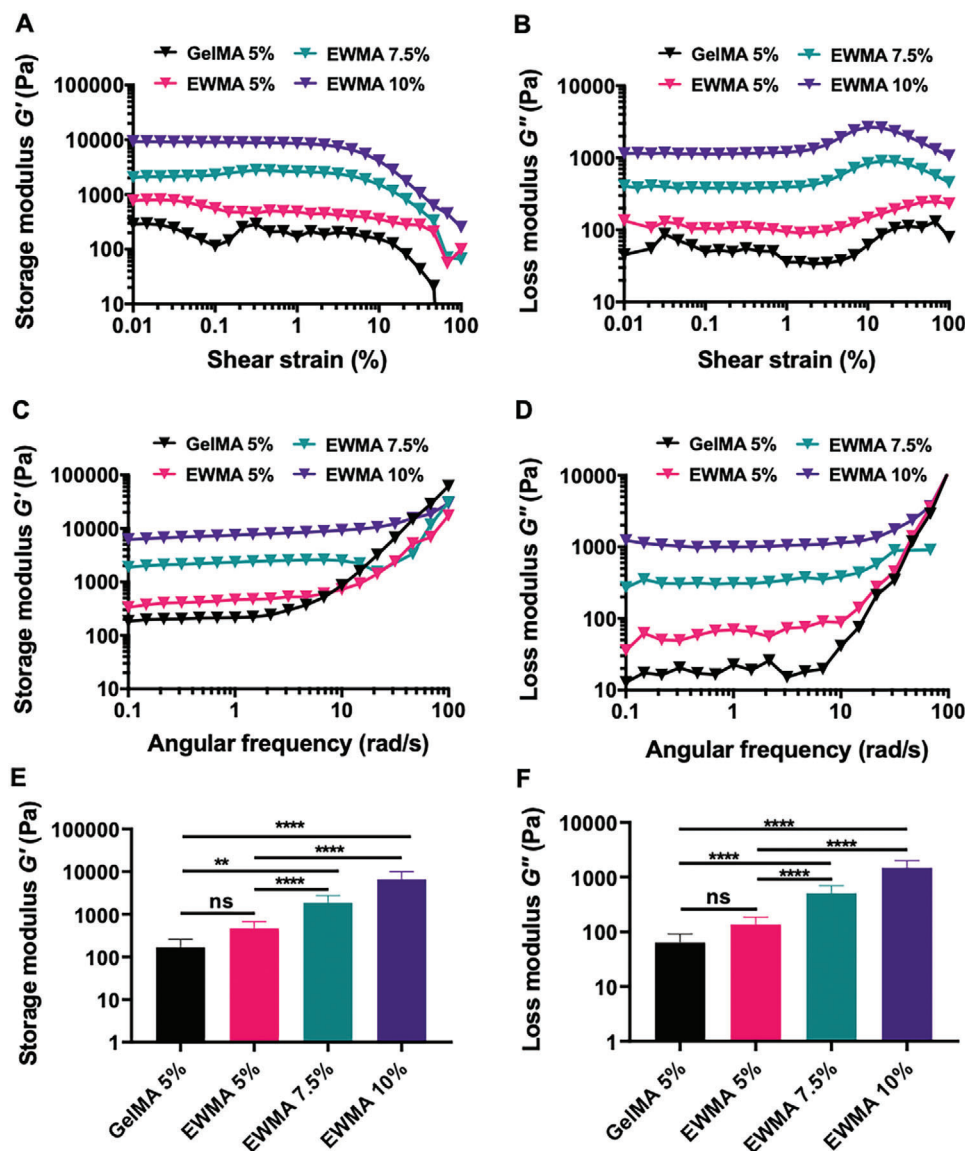 A
GelMA 5% EWMA 7.5%
EWMA 5% EWMA 10%
Storage modulus G′ (Pa)
100000
10000
1000
100
10
0.01 0.1 1 10 100
Shear strain (%)
B
GelMA 5% EWMA 7.5%
EWMA 5% EWMA 10%
Loss modulus G″ (Pa)
10000
1000
100
10
0.01 0.1 1 10 100
Shear strain (%)
C
GelMA 5% EWMA 7.5%
EWMA 5% EWMA 10%
Storage modulus G′ (Pa)
100000
10000
1000
100
10
0.1 1 10 100
Angular frequency (rad/s)
D
GelMA 5% EWMA 7.5%
EWMA 5% EWMA 10%
Loss modulus G″ (Pa)
10000
1000
100
10
0.1 1 10 100
Angular frequency (rad/s)
E
Storage modulus G′ (Pa)
100000
10000
1000
100
10
1
****
** ****
****
ns
GelMA 5% EWMA 5% EWMA 7.5% EWMA 10%
F
Loss modulus G″ (Pa)
10000
1000
100
10
1
****
**** ****
****
ns
GelMA 5% EWMA 5% EWMA 7.5% EWMA 10%